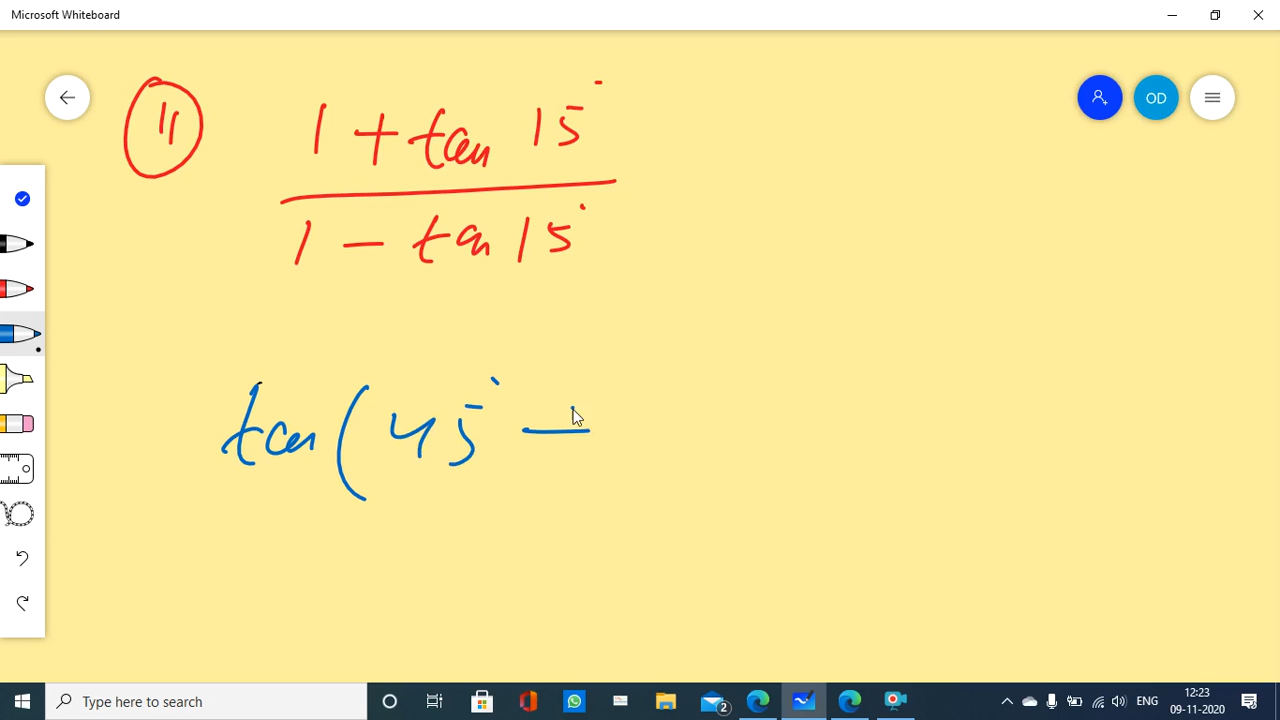 Microsoft Whiteboard
11
1 + tan 15°
1 - tan 15°
OD
tan ( 45° -
Type here to search
2
ENG
12:23
09-11-2020